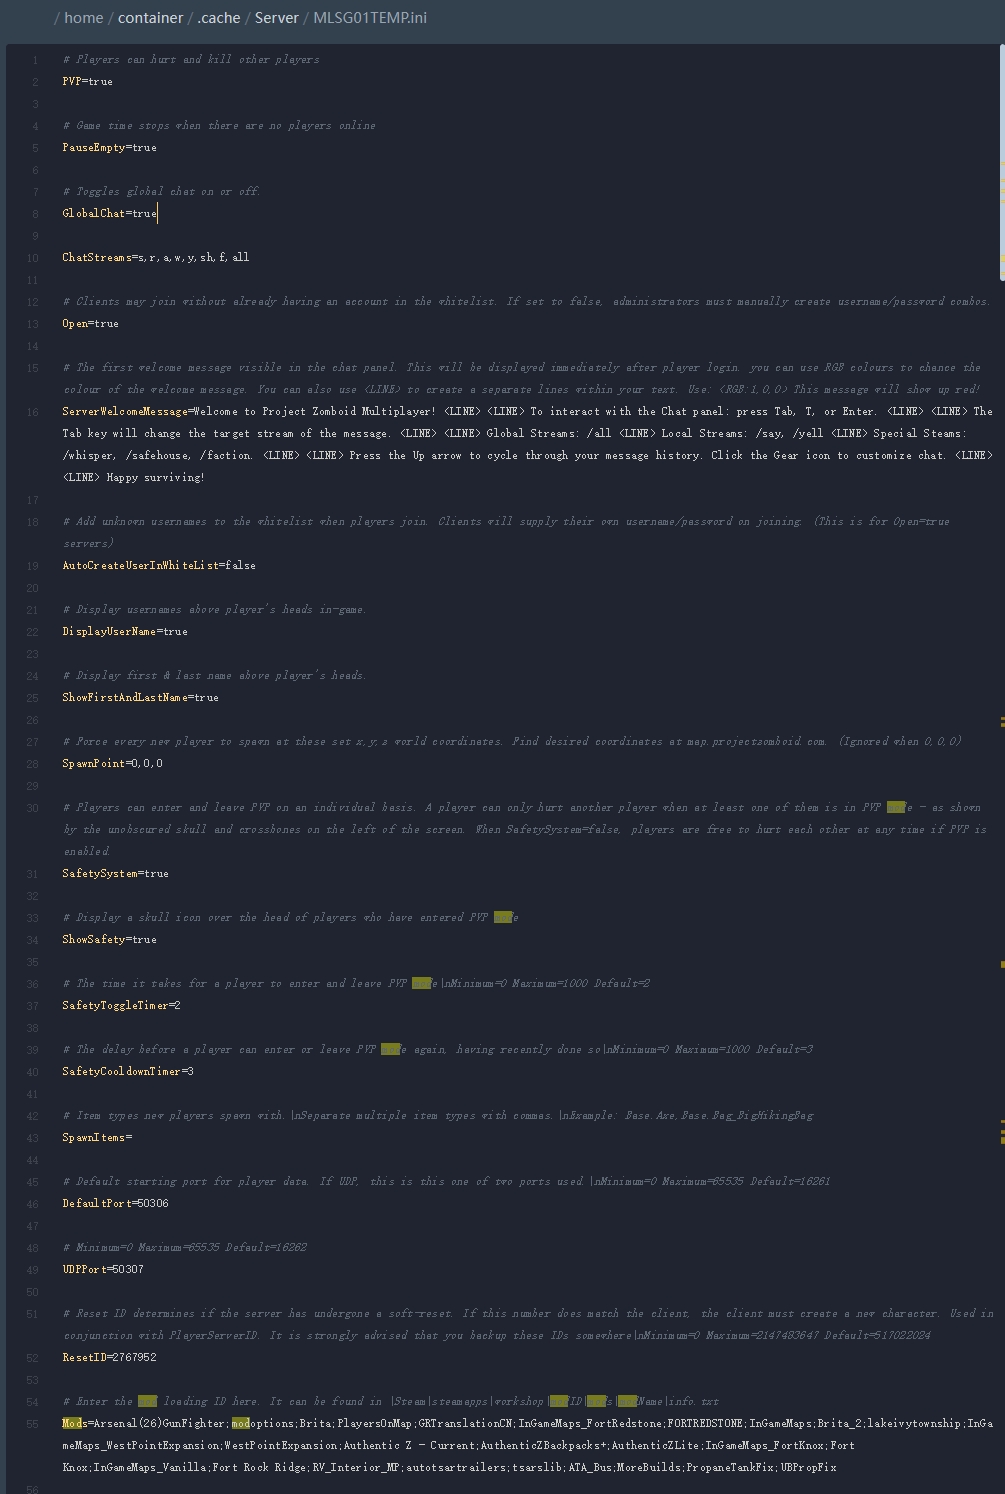 / home / container / .cache / Server / MLSG01TEMP.ini
1 # Players can hurt and kill other players
2 PVP=true
3
4 # Game time stops when there are no players online
5 PauseEmpty=true
6
7 # Toggles global chat on or off.
8 GlobalChat=true
9
10 ChatStreams=s,r,a,w,y,sh,f,all
11
12 # Clients may join without already having an account in the whitelist. If set to false, administrators must manually create username/password combos.
13 Open=true
14
15 # The first welcome message visible in the chat panel. This will be displayed immediately after player login. you can use RGB colours to chance the
colour of the welcome message. You can also use <LINE> to create a separate lines within your text. Use: <RGB:1,0,0> This message will show up red!
16 ServerWelcomeMessage=Welcome to Project Zomboid Multiplayer! <LINE> <LINE> To interact with the Chat panel: press Tab, T, or Enter. <LINE> <LINE> The
Tab key will change the target stream of the message. <LINE> <LINE> Global Streams: /all <LINE> Local Streams: /say, /yell <LINE> Special Steams:
/whisper, /safehouse, /faction. <LINE> <LINE> Press the Up arrow to cycle through your message history. Click the Gear icon to customize chat. <LINE>
<LINE> Happy surviving!
17
18 # Add unknown usernames to the whitelist when players join. Clients will supply their own username/password on joining. (This is for Open=true
servers)
19 AutoCreateUserInWhiteList=false
20
21 # Display usernames above player's heads in-game.
22 DisplayUserName=true
23
24 # Display first & last name above player's heads.
25 ShowFirstAndLastName=true
26
27 # Force every new player to spawn at these set x,y,z world coordinates. Find desired coordinates at map.projectzomboid.com. (Ignored when 0,0,0)
28 SpawnPoint=0,0,0
29
30 # Players can enter and leave PVP on an individual basis. A player can only hurt another player when at least one of them is in PVP mode - as shown
by the unobscured skull and crossbones on the left of the screen. When SafetySystem=false, players are free to hurt each other at any time if PVP is
enabled.
31 SafetySystem=true
32
33 # Display a skull icon over the head of players who have entered PVP mode
34 ShowSafety=true
35
36 # The time it takes for a player to enter and leave PVP mode\nMinimum=0 Maximum=1000 Default=2
37 SafetyToggleTimer=2
38
39 # The delay before a player can enter or leave PVP mode again, having recently done so\nMinimum=0 Maximum=1000 Default=3
40 SafetyCooldownTimer=3
41
42 # Item types new players spawn with.\nSeparate multiple item types with commas.\nExample: Base.Axe,Base.Bag_BigHikingBag
43 SpawnItems=
44
45 # Default starting port for player data. If UDP, this is this one of two ports used.\nMinimum=0 Maximum=65535 Default=16261
46 DefaultPort=50306
47
48 # Minimum=0 Maximum=65535 Default=16262
49 UDPPort=50307
50
51 # Reset ID determines if the server has undergone a soft-reset. If this number does match the client, the client must create a new character. Used in
conjunction with PlayerServerID. It is strongly advised that you backup these IDs somewhere\nMinimum=0 Maximum=2147483647 Default=517022024
52 ResetID=2767952
53
54 # Enter the mod loading ID here. It can be found in \Steam\steamapps\workshop\modID\mods\modName\info.txt
55 Mods=Arsenal(26)GunFighter;modoptions;Brita;PlayersOnMap;GRTranslationCN;InGameMaps_FortRedstone;FORTREDSTONE;InGameMaps;Brita_2;lakeivytownship;InGa
meMaps_WestPointExpansion;WestPointExpansion;Authentic Z - Current;AuthenticZBackpacks+;AuthenticZLite;InGameMaps_FortKnox;Fort
Knox;InGameMaps_Vanilla;Fort Rock Ridge;RV_Interior_MP;autotsartrailers;tsarslib;ATA_Bus;MoreBuilds;PropaneTankFix;UBPropFix
56